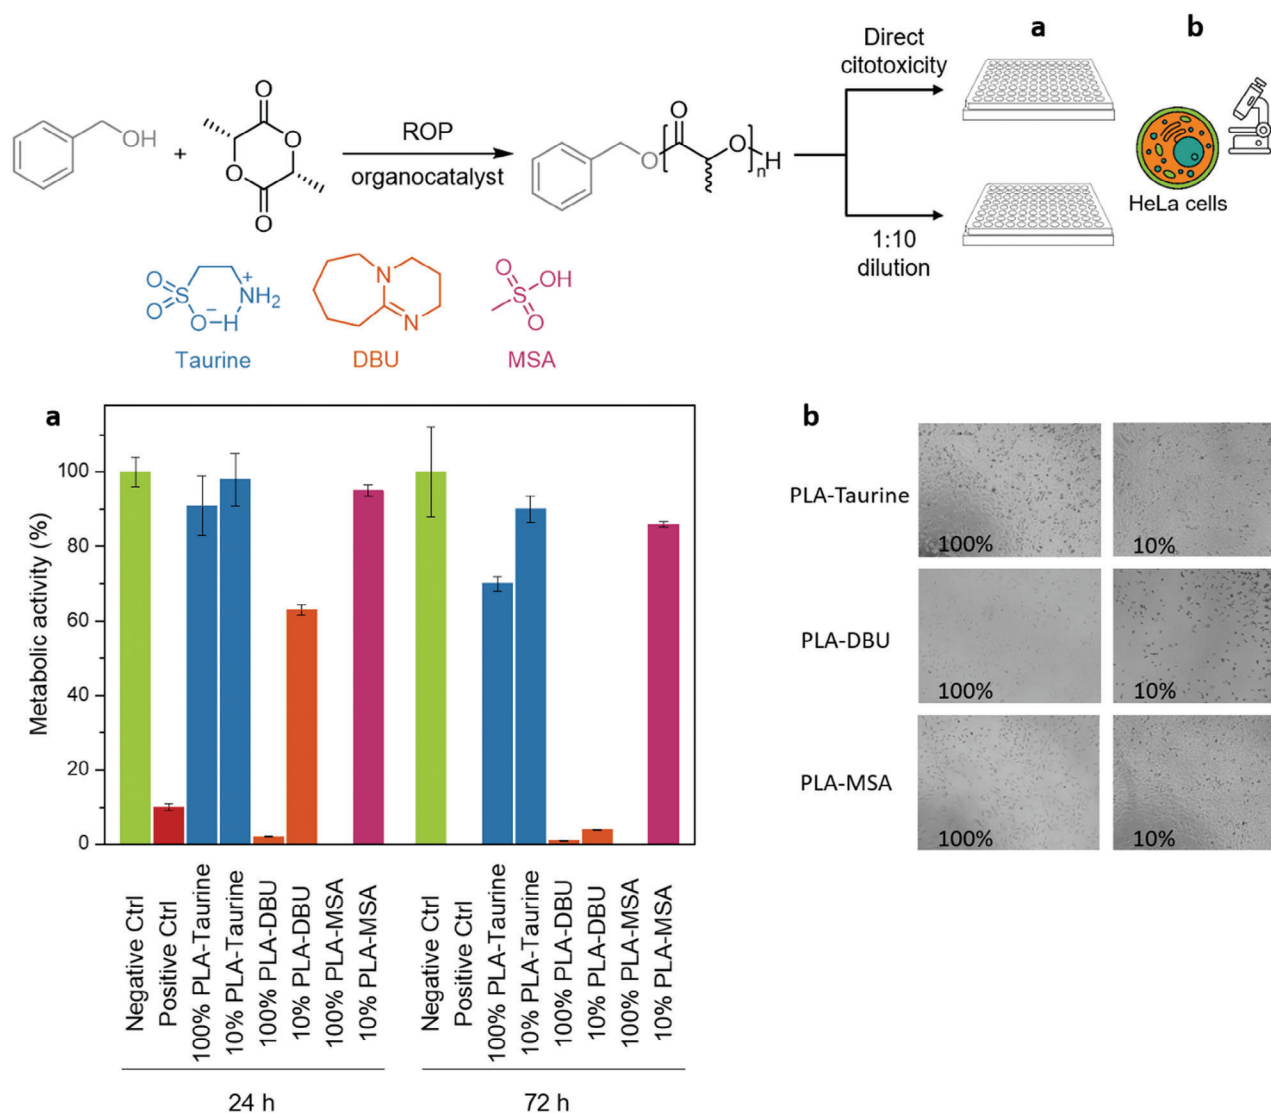 Direct
citotoxicity
a
b
OH
+
O
O
O
O
ROP
organocatalyst
O
O
O
H
n
HeLa cells
1:10
dilution
O
O
S
O
−
H
+
NH2
Taurine
N
N
DBU
O
S
OH
O
MSA
a
Metabolic activity (%)
100
80
60
40
20
0
Negative Ctrl
Positive Ctrl
100% PLA-Taurine
10% PLA-Taurine
100% PLA-DBU
10% PLA-DBU
100% PLA-MSA
10% PLA-MSA
Negative Ctrl
Positive Ctrl
100% PLA-Taurine
10% PLA-Taurine
100% PLA-DBU
10% PLA-DBU
100% PLA-MSA
10% PLA-MSA
24 h
72 h
b
PLA-Taurine
100%
10%
PLA-DBU
100%
10%
PLA-MSA
100%
10%